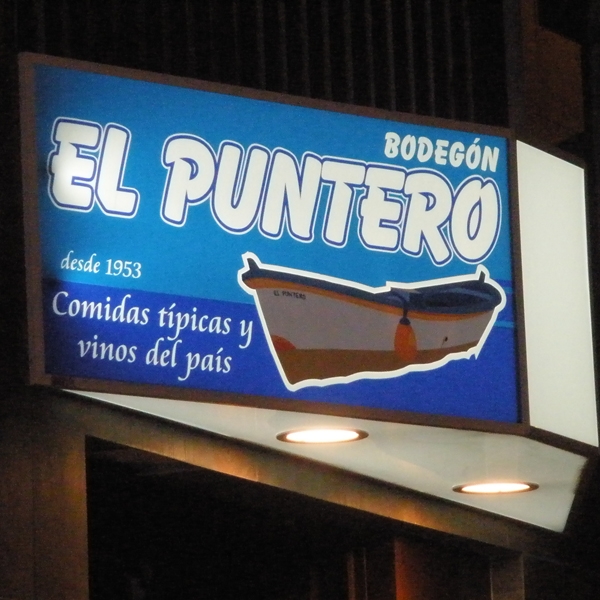 BODEGÓN
EL PUNTERO
desde 1953
Comidas típicas y
vinos del país
EL PUNTERO